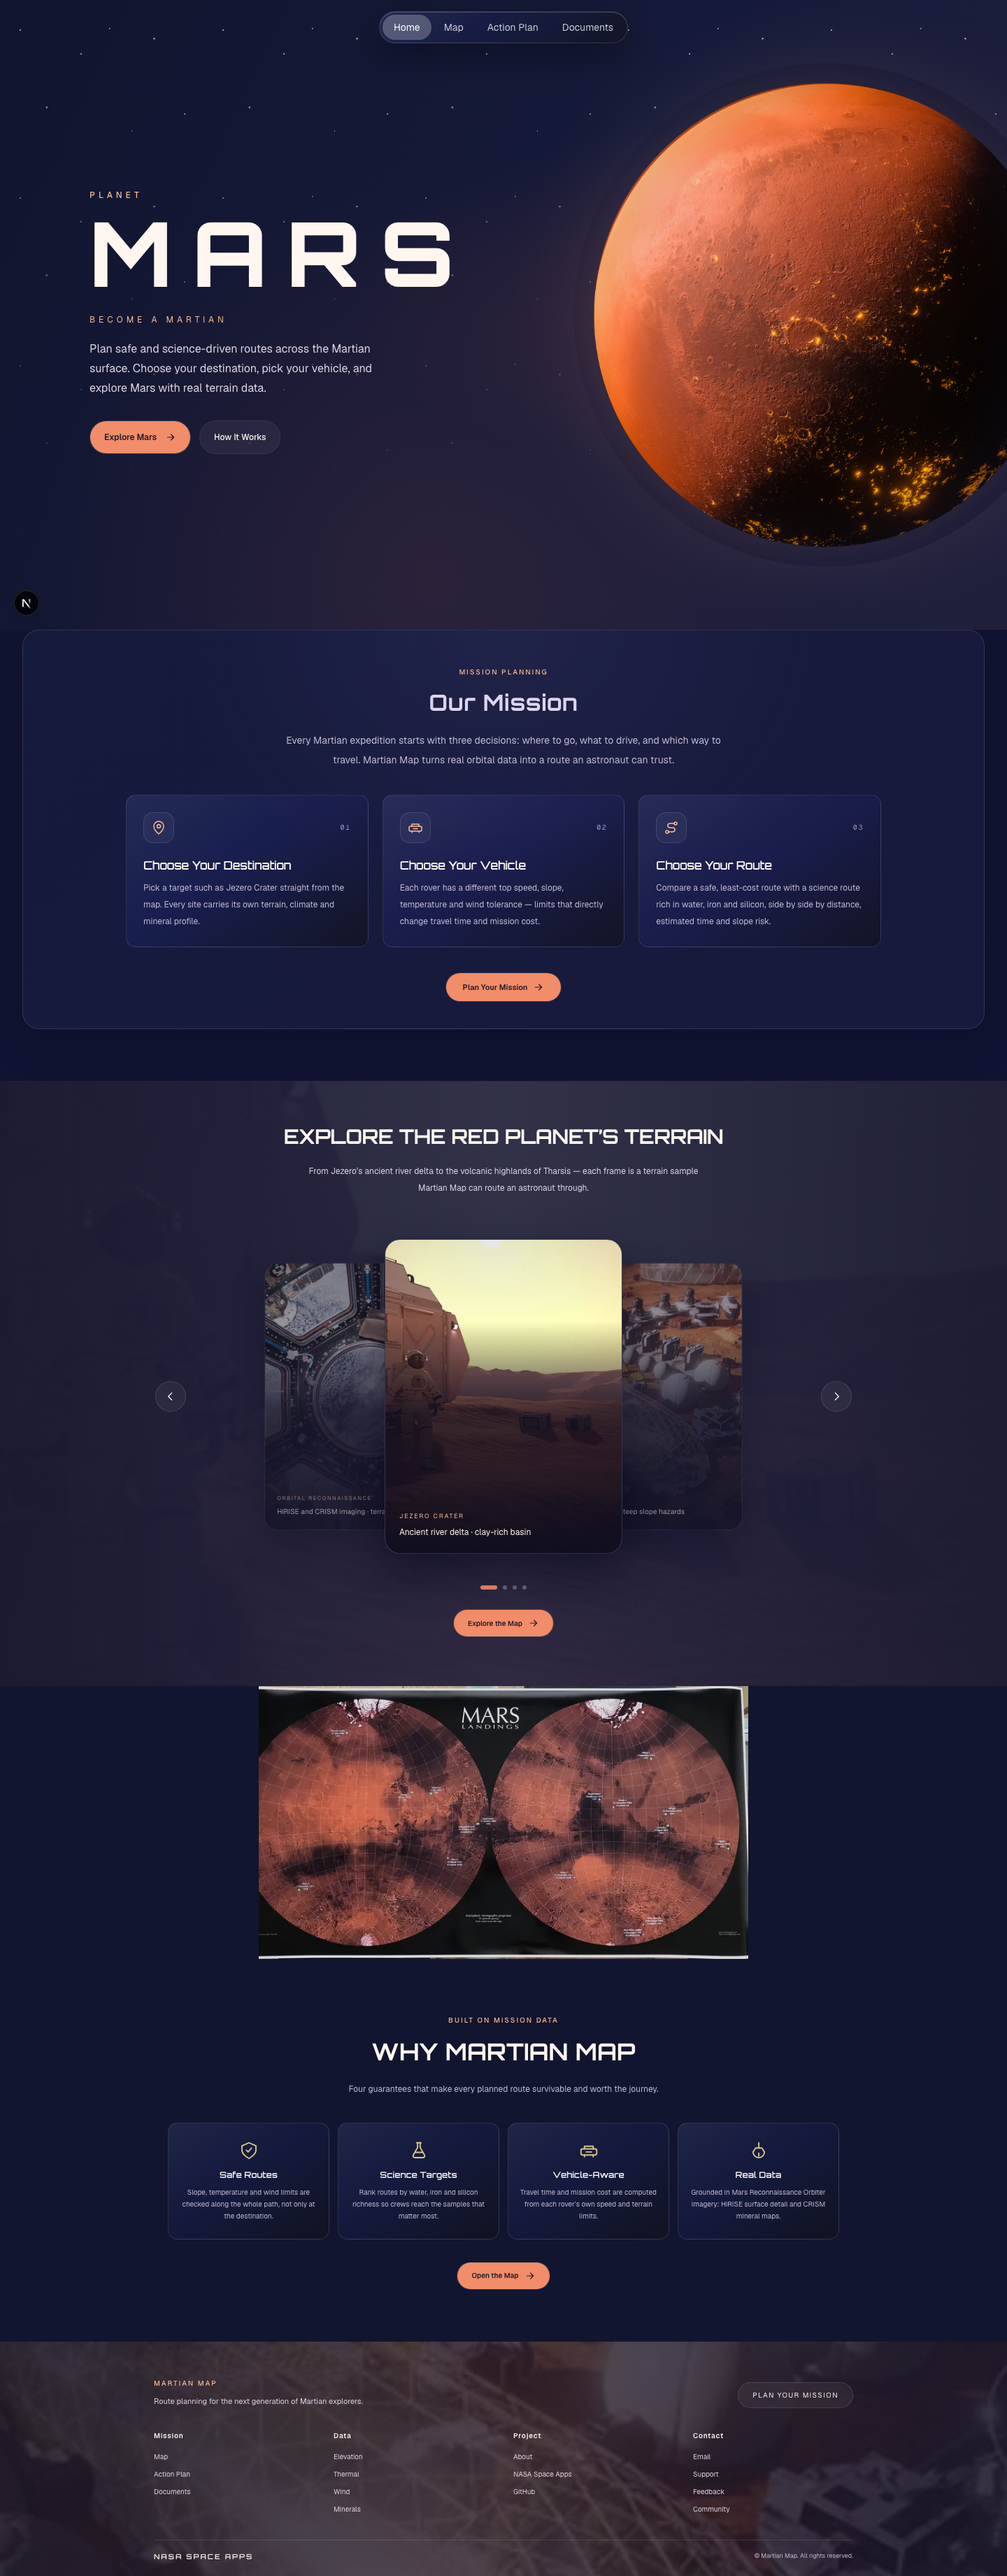 Home Map Action Plan Documents
PLANET
MARS
BECOME A MARTIAN
Plan safe and science-driven routes across the Martian
surface. Choose your destination, pick your vehicle, and
explore Mars with real terrain data.
Explore Mars How It Works
N
MISSION PLANNING
Our Mission
Every Martian expedition starts with three decisions: where to go, what to drive, and which way to
travel. Martian Map turns real orbital data into a route an astronaut can trust.
01
Choose Your Destination
Pick a target such as Jezero Crater straight from the
map. Every site carries its own terrain, climate and
mineral profile.
02
Choose Your Vehicle
Each rover has a different top speed, slope,
temperature and wind tolerance — limits that directly
change travel time and mission cost.
03
Choose Your Route
Compare a safe, least-cost route with a science route
rich in water, iron and silicon, side by side by distance,
estimated time and slope risk.
Plan Your Mission
EXPLORE THE RED PLANET'S TERRAIN
From Jezero's ancient river delta to the volcanic highlands of Tharsis — each frame is a terrain sample
Martian Map can route an astronaut through.
ORBITAL RECONNAISSANCE
HiRISE and CRISM imaging · terra
JEZERO CRATER
Ancient river delta · clay-rich basin
teep slope hazards
Explore the Map
MARS
LANDINGS
BUILT ON MISSION DATA
WHY MARTIAN MAP
Four guarantees that make every planned route survivable and worth the journey.
Safe Routes
Slope, temperature and wind limits are
checked along the whole path, not only at
the destination.
Science Targets
Rank routes by water, iron and silicon
richness so crews reach the samples that
matter most.
Vehicle-Aware
Travel time and mission cost are computed
from each rover's own speed and terrain
limits.
Real Data
Grounded in Mars Reconnaissance Orbiter
imagery: HiRISE surface detail and CRISM
mineral maps.
Open the Map
MARTIAN MAP
Route planning for the next generation of Martian explorers.
PLAN YOUR MISSION
Mission
Map
Action Plan
Documents
Data
Elevation
Thermal
Wind
Minerals
Project
About
NASA Space Apps
GitHub
Contact
Email
Support
Feedback
Community
NASA SPACE APPS
© Martian Map. All rights reserved.